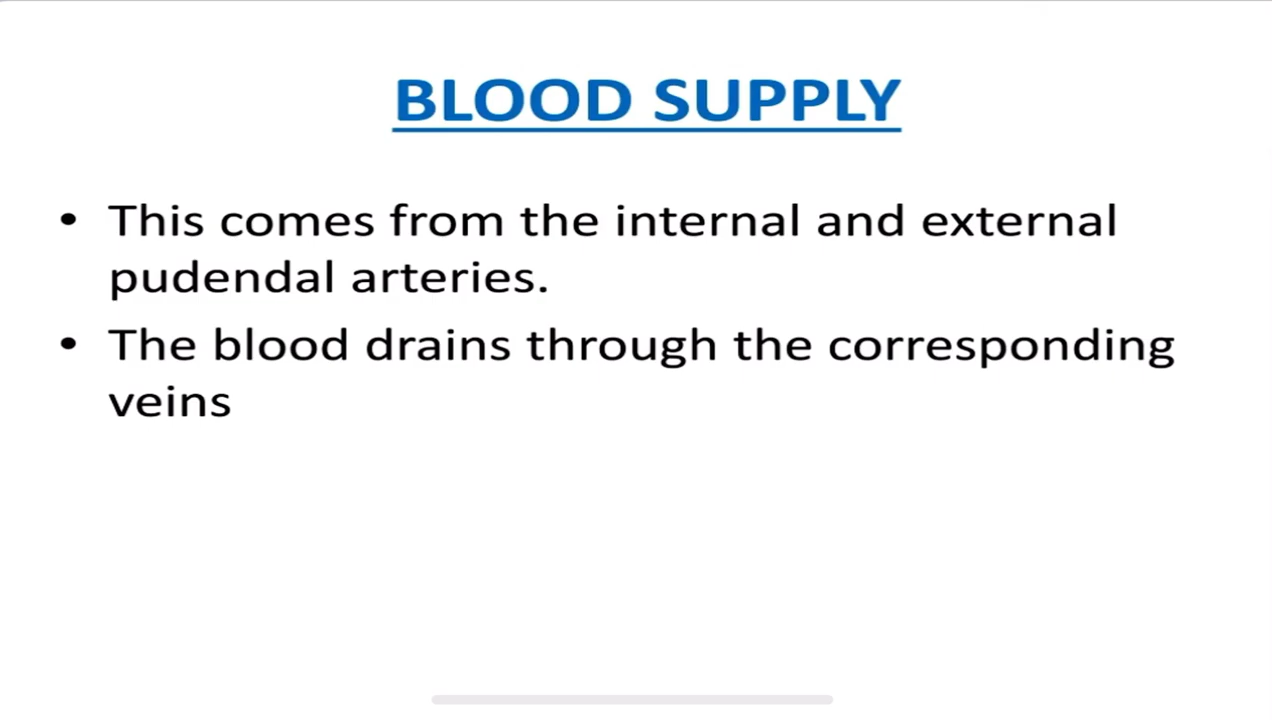 BLOOD SUPPLY
• This comes from the internal and external
pudendal arteries.
• The blood drains through the corresponding
veins